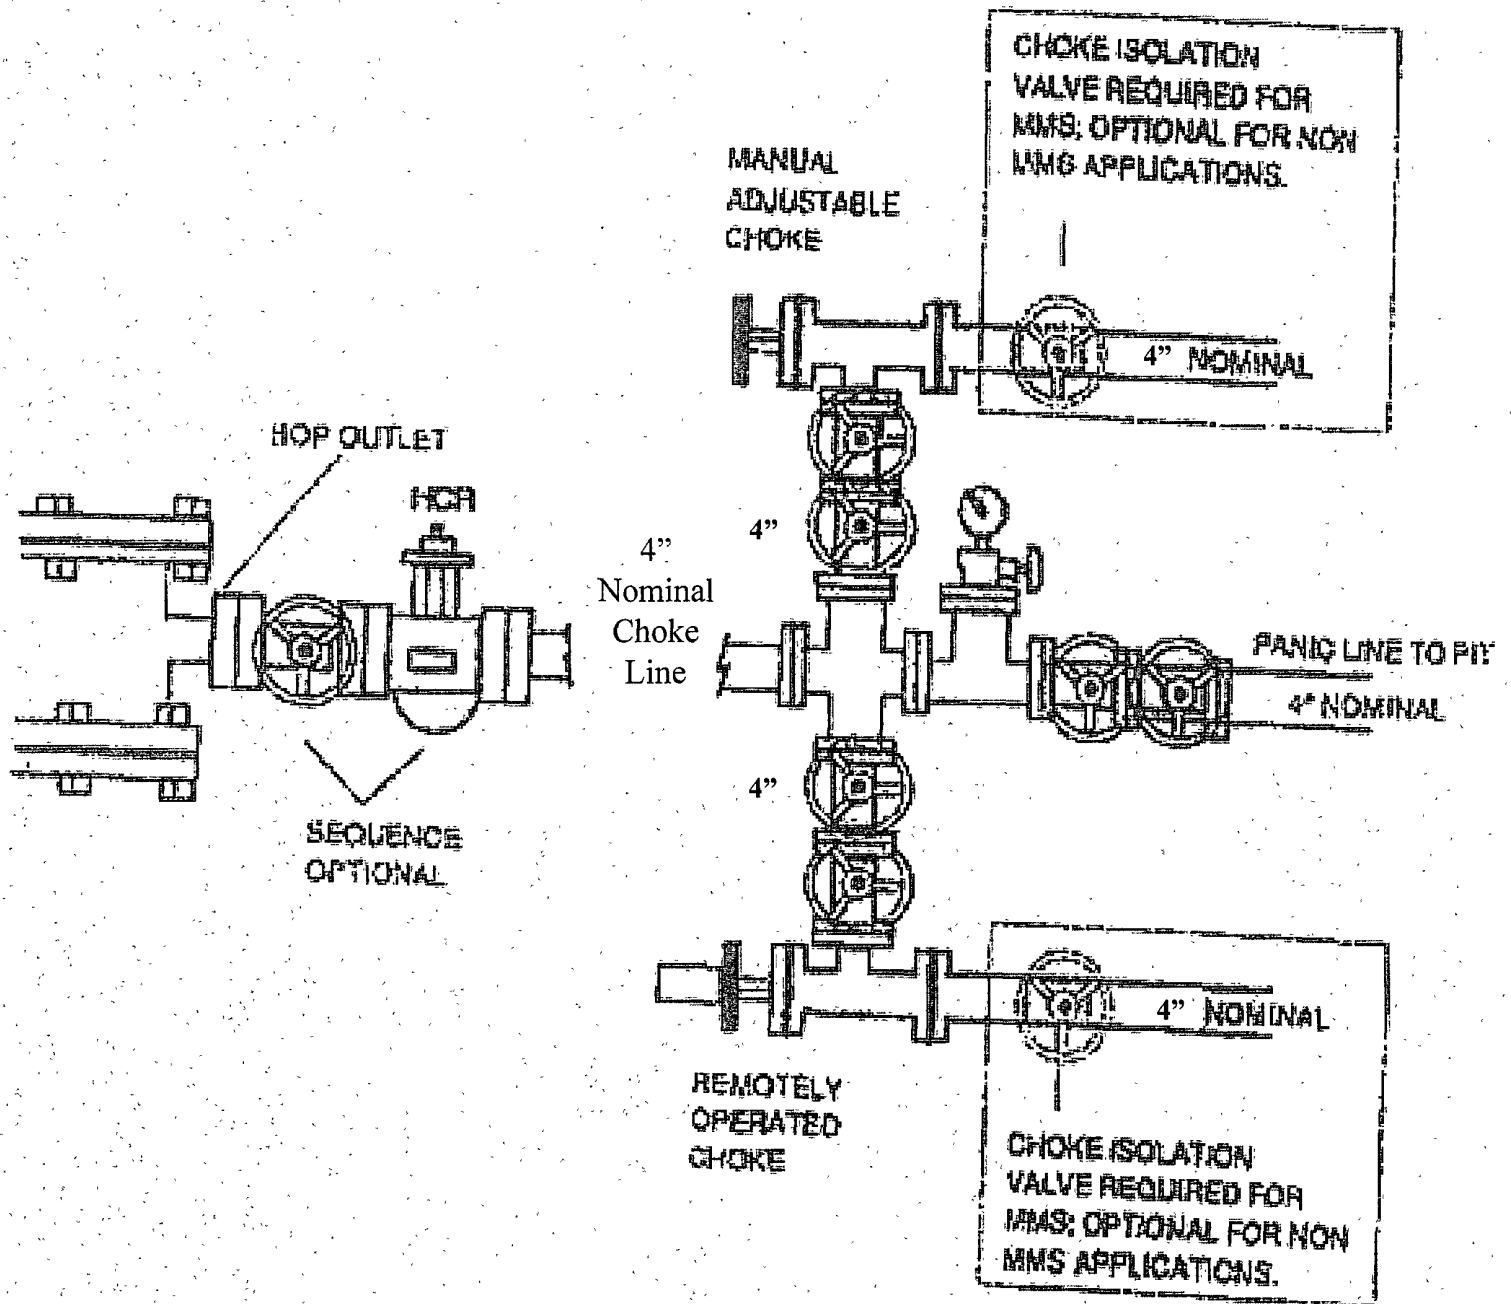 CHOKE ISOLATION
VALVE REQUIRED FOR
MMS; OPTIONAL FOR NON
MMS APPLICATIONS.
MANUAL
ADJUSTABLE
CHOKE
4” NOMINAL
BOP OUTLET
HCR
4”
4”
Nominal
Choke
Line
PANIC LINE TO PIT
4" NOMINAL
4”
SEQUENCE
OPTIONAL
4” NOMINAL
REMOTELY
OPERATED
CHOKE
CHOKE ISOLATION
VALVE REQUIRED FOR
MMS; OPTIONAL FOR NON
MMS APPLICATIONS.